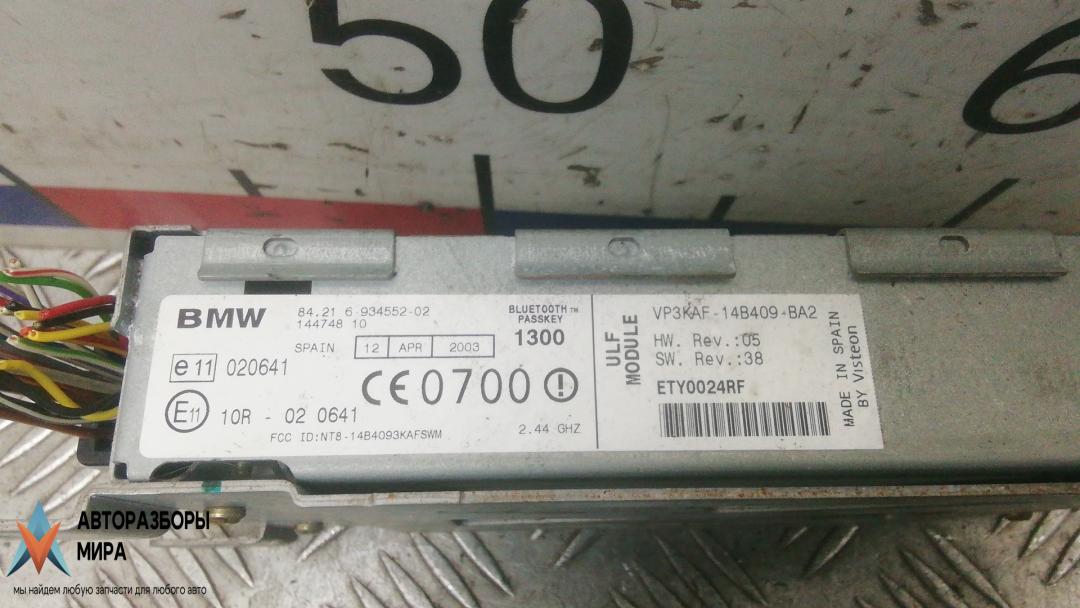 50
6
BMW
84.21 6-934552-02
144748 10
SPAIN 12 APR 2003
BLUETOOTH™
PASSKEY
1300
e11 020641
CE0700
E11 10R - 02 0641
FCC ID:NT8-14B4093KAFSWM
2.44 GHZ
ULF
MODULE
VP3KAF-14B409-BA2
HW. Rev.:05
SW. Rev.:38
ETY0024RF
MADE IN SPAIN
BY Visteon
АВТОРАЗБОРЫ
МИРА
мы найдем любую запчасти для любого авто